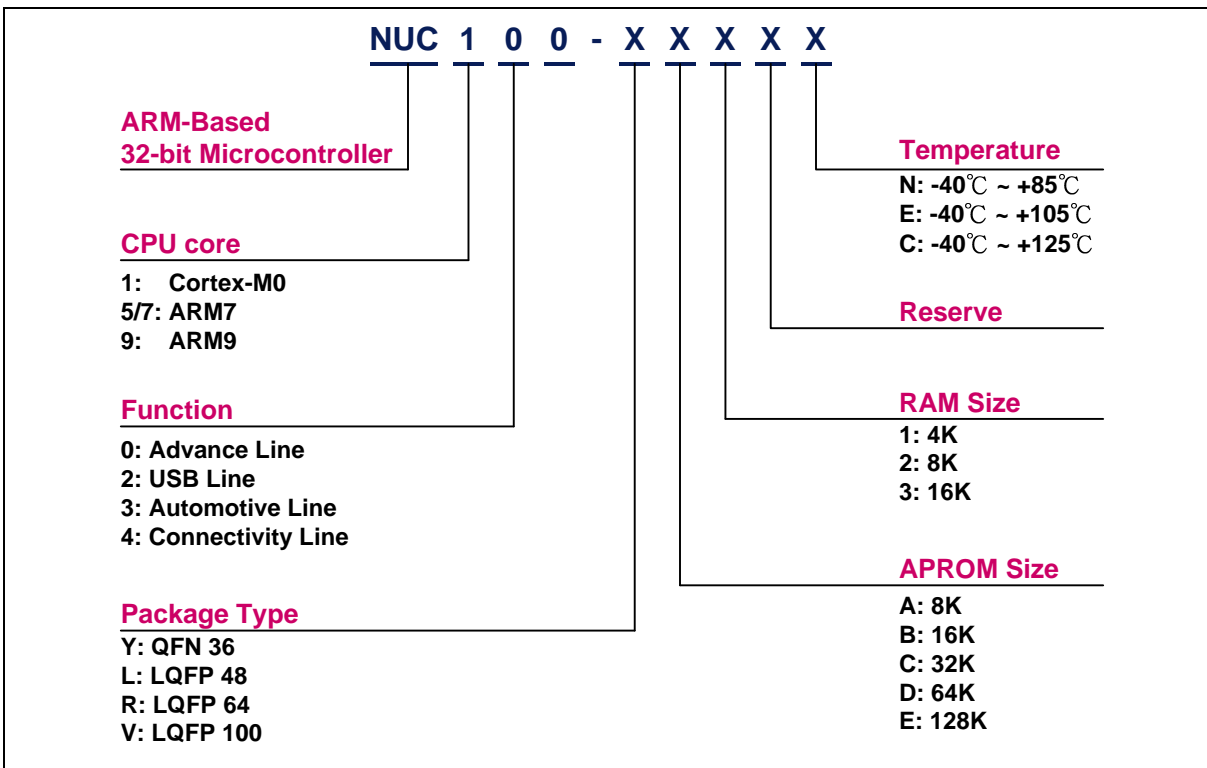 NUC 1 0 0 - X X X X X
ARM-Based
32-bit Microcontroller
CPU core
1: Cortex-M0
5/7: ARM7
9: ARM9
Function
0: Advance Line
2: USB Line
3: Automotive Line
4: Connectivity Line
Package Type
Y: QFN 36
L: LQFP 48
R: LQFP 64
V: LQFP 100
Temperature
N: -40℃ ~ +85℃
E: -40℃ ~ +105℃
C: -40℃ ~ +125℃
Reserve
RAM Size
1: 4K
2: 8K
3: 16K
APROM Size
A: 8K
B: 16K
C: 32K
D: 64K
E: 128K